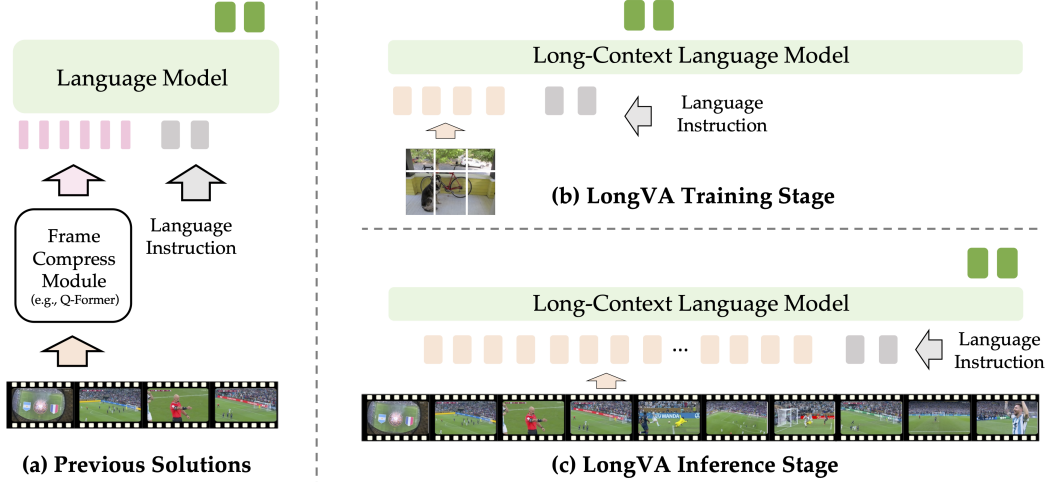 Language Model
Language
Instruction
Frame
Compress
Module
(e.g., Q-Former)
(a) Previous Solutions
Long-Context Language Model
Language
Instruction
(b) LongVA Training Stage
Long-Context Language Model
...
Language
Instruction
(c) LongVA Inference Stage